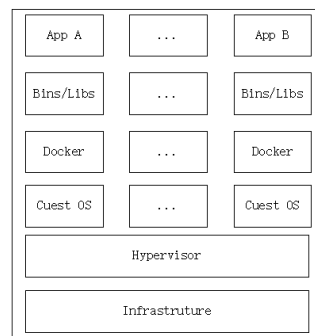 App A ... App B
Bins/Libs ... Bins/Libs
Docker ... Docker
Cuest OS ... Cuest OS
Hypervisor
Infrastruture